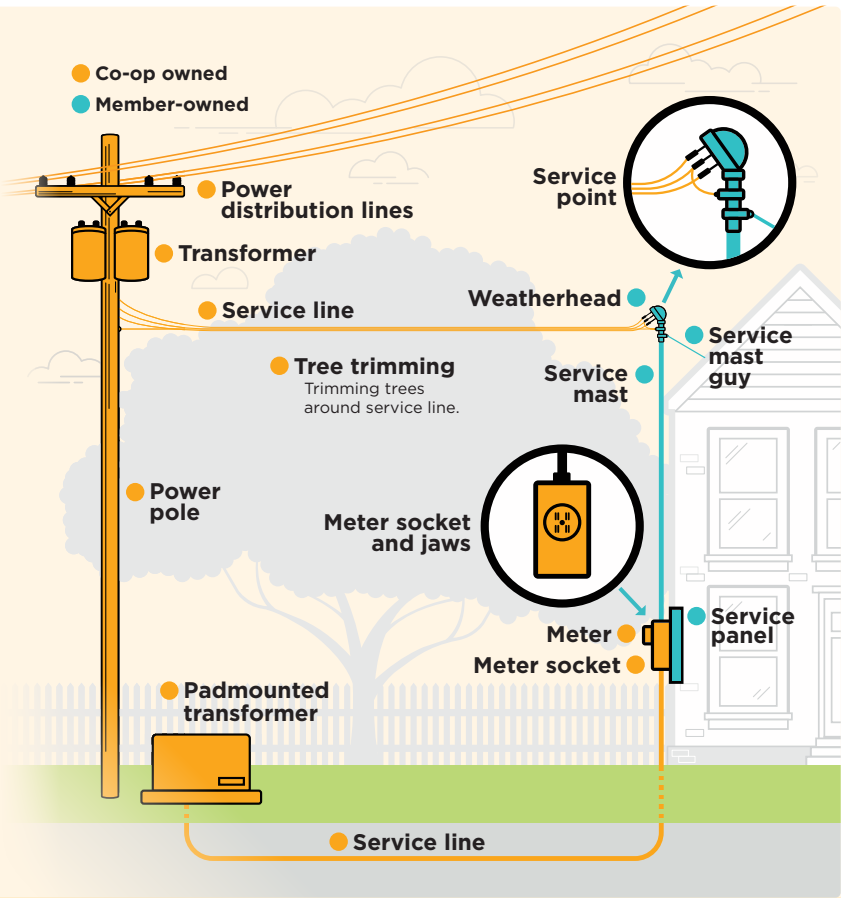 Co-op owned
Member-owned
Power
distribution lines
Service
point
Transformer
Weatherhead
Service line
Service
mast
guy
Tree trimming
Trimming trees
around service line.
Service
mast
Power
pole
Meter socket
and jaws
Service
panel
Meter
Meter socket
Padmounted
transformer
Service line